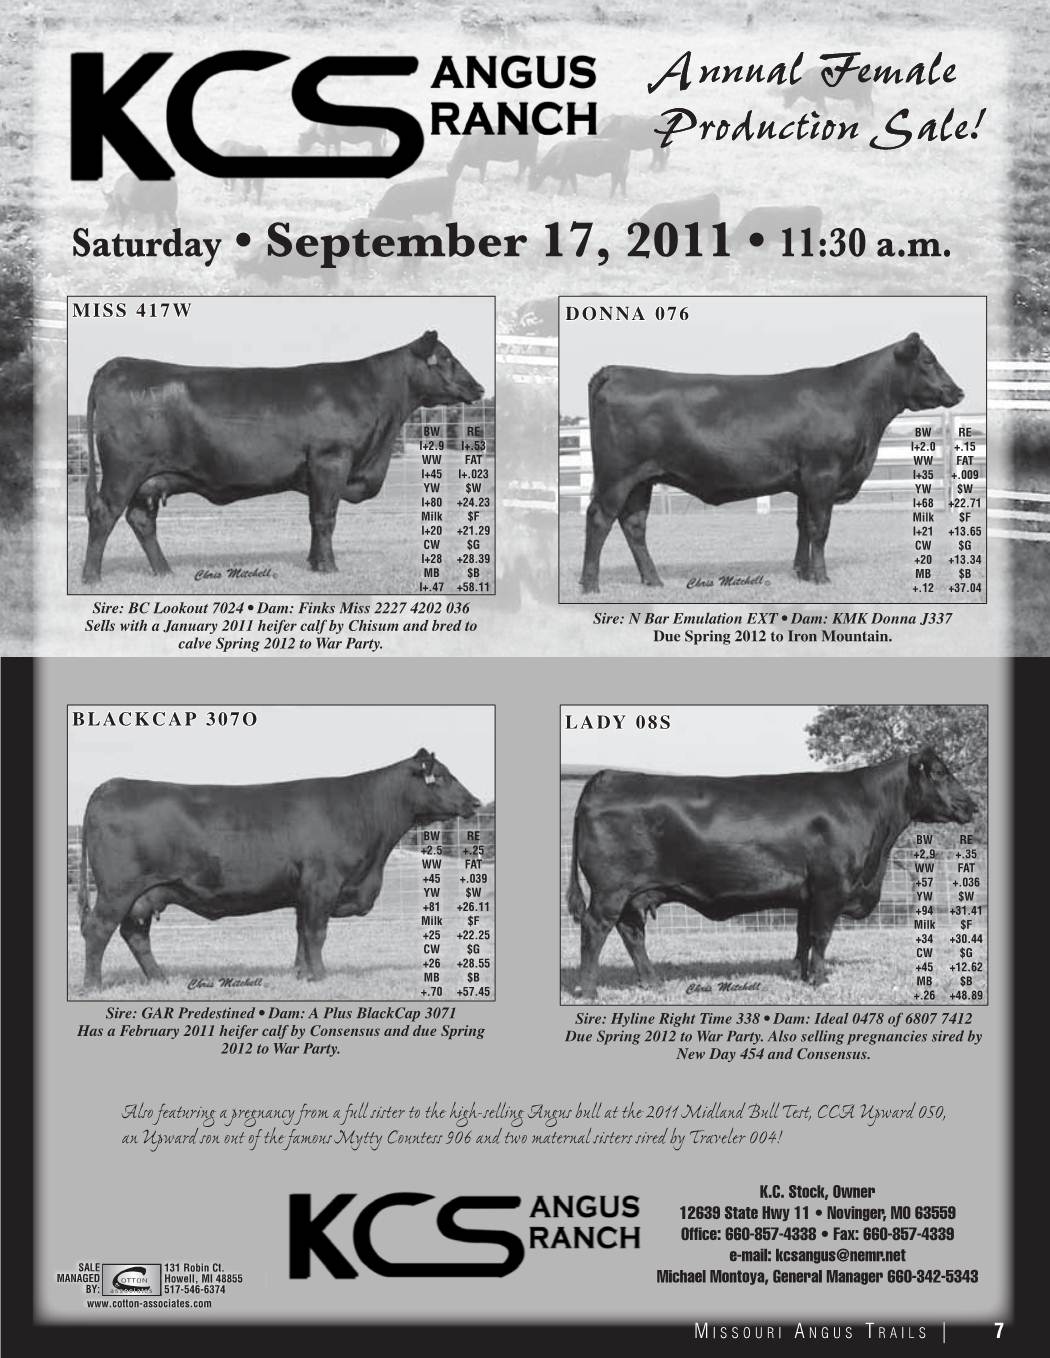 KCS ANGUS RANCH
Annual Female
Production Sale!
Saturday • September 17, 2011 • 11:30 a.m.
MISS 417W
BW RE
I+2.9 I+.53
WW FAT
I+45 I+.023
YW $W
I+80 +24.23
Milk $F
I+20 +21.29
CW $G
I+28 +28.39
MB $B
I+.47 +58.11
Chris Mitchell ©
Sire: BC Lookout 7024 • Dam: Finks Miss 2227 4202 036
Sells with a January 2011 heifer calf by Chisum and bred to
calve Spring 2012 to War Party.
DONNA 076
BW RE
I+2.0 +.15
WW FAT
I+35 +.009
YW $W
I+68 +22.71
Milk $F
I+21 +13.65
CW $G
+20 +13.34
MB $B
+.12 +37.04
Chris Mitchell ©
Sire: N Bar Emulation EXT • Dam: KMK Donna J337
Due Spring 2012 to Iron Mountain.
BLACKCAP 307O
BW RE
+2.5 +.25
WW FAT
+45 +.039
YW $W
+81 +26.11
Milk $F
+25 +22.25
CW $G
+26 +28.55
MB $B
+.70 +57.45
Chris Mitchell
Sire: GAR Predestined • Dam: A Plus BlackCap 3071
Has a February 2011 heifer calf by Consensus and due Spring
2012 to War Party.
LADY 08S
BW RE
+2.9 +.35
WW FAT
+57 +.036
YW $W
+94 +31.41
Milk $F
+34 +30.44
CW $G
+45 +12.62
MB $B
+.26 +48.89
Chris Mitchell
Sire: Hyline Right Time 338 • Dam: Ideal 0478 of 6807 7412
Due Spring 2012 to War Party. Also selling pregnancies sired by
New Day 454 and Consensus.
Also featuring a pregnancy from a full sister to the high-selling Angus bull at the 2011 Midland Bull Test, CCA Upward 050,
an Upward son out of the famous Mytty Countess 906 and two maternal sisters sired by Traveler 004!
KCS ANGUS RANCH
K.C. Stock, Owner
12639 State Hwy 11 • Novinger, MO 63559
Office: 660-857-4338 • Fax: 660-857-4339
e-mail: kcsangus@nemr.net
Michael Montoya, General Manager 660-342-5343
SALE
MANAGED
BY:
COTTON
ASSOCIATES
131 Robin Ct.
Howell, MI 48855
517-546-6374
www.cotton-associates.com
MISSOURI ANGUS TRAILS | 7